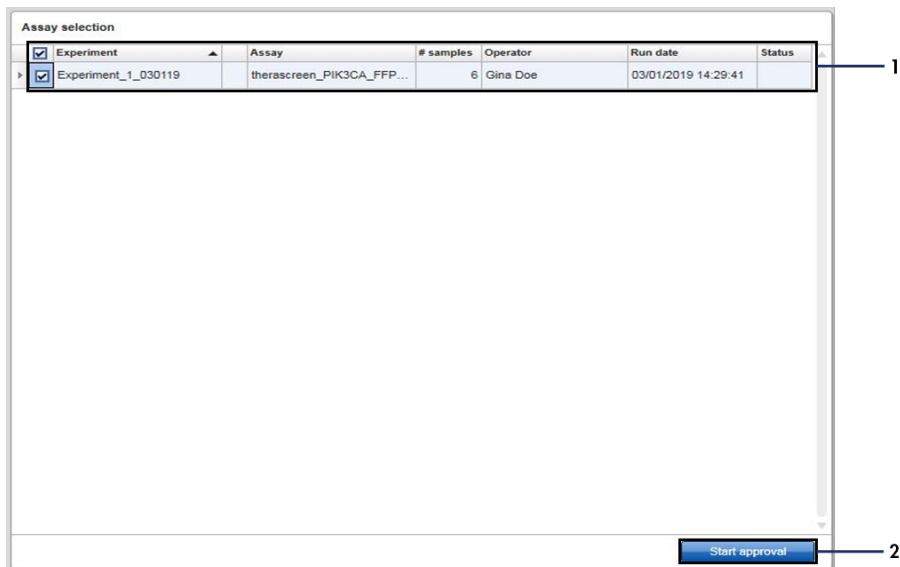 Assay selection
Experiment Assay # samples Operator Run date Status
Experiment_1_030119 therascreen_PIK3CA_FFP... 6 Gina Doe 03/01/2019 14:29:41
1
Start approval
2